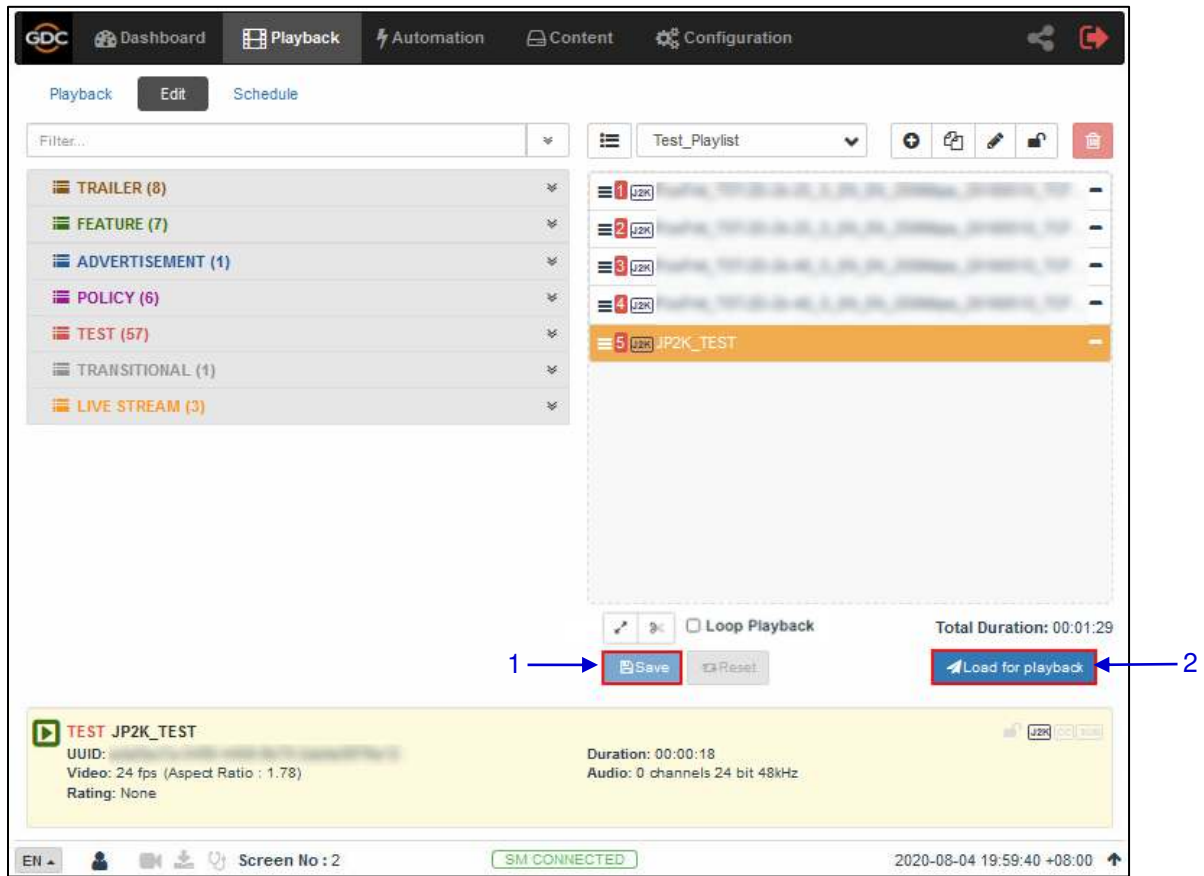 GDC Dashboard Playback Automation Content Configuration
Playback Edit Schedule
Filter...
Test_Playlist
TRAILER (8)
FEATURE (7)
ADVERTISEMENT (1)
POLICY (6)
TEST (57)
TRANSITIONAL (1)
LIVE STREAM (3)
1 J2K
2 J2K
3 J2K
4 J2K
5 J2K JP2K_TEST
Loop Playback
Total Duration: 00:01:29
1
Save
Reset
Load for playback
2
TEST JP2K_TEST
J2K CC
UUID:
Duration: 00:00:18
Video: 24 fps (Aspect Ratio : 1.78)
Audio: 0 channels 24 bit 48kHz
Rating: None
EN
Screen No : 2
SM CONNECTED
2020-08-04 19:59:40 +08:00